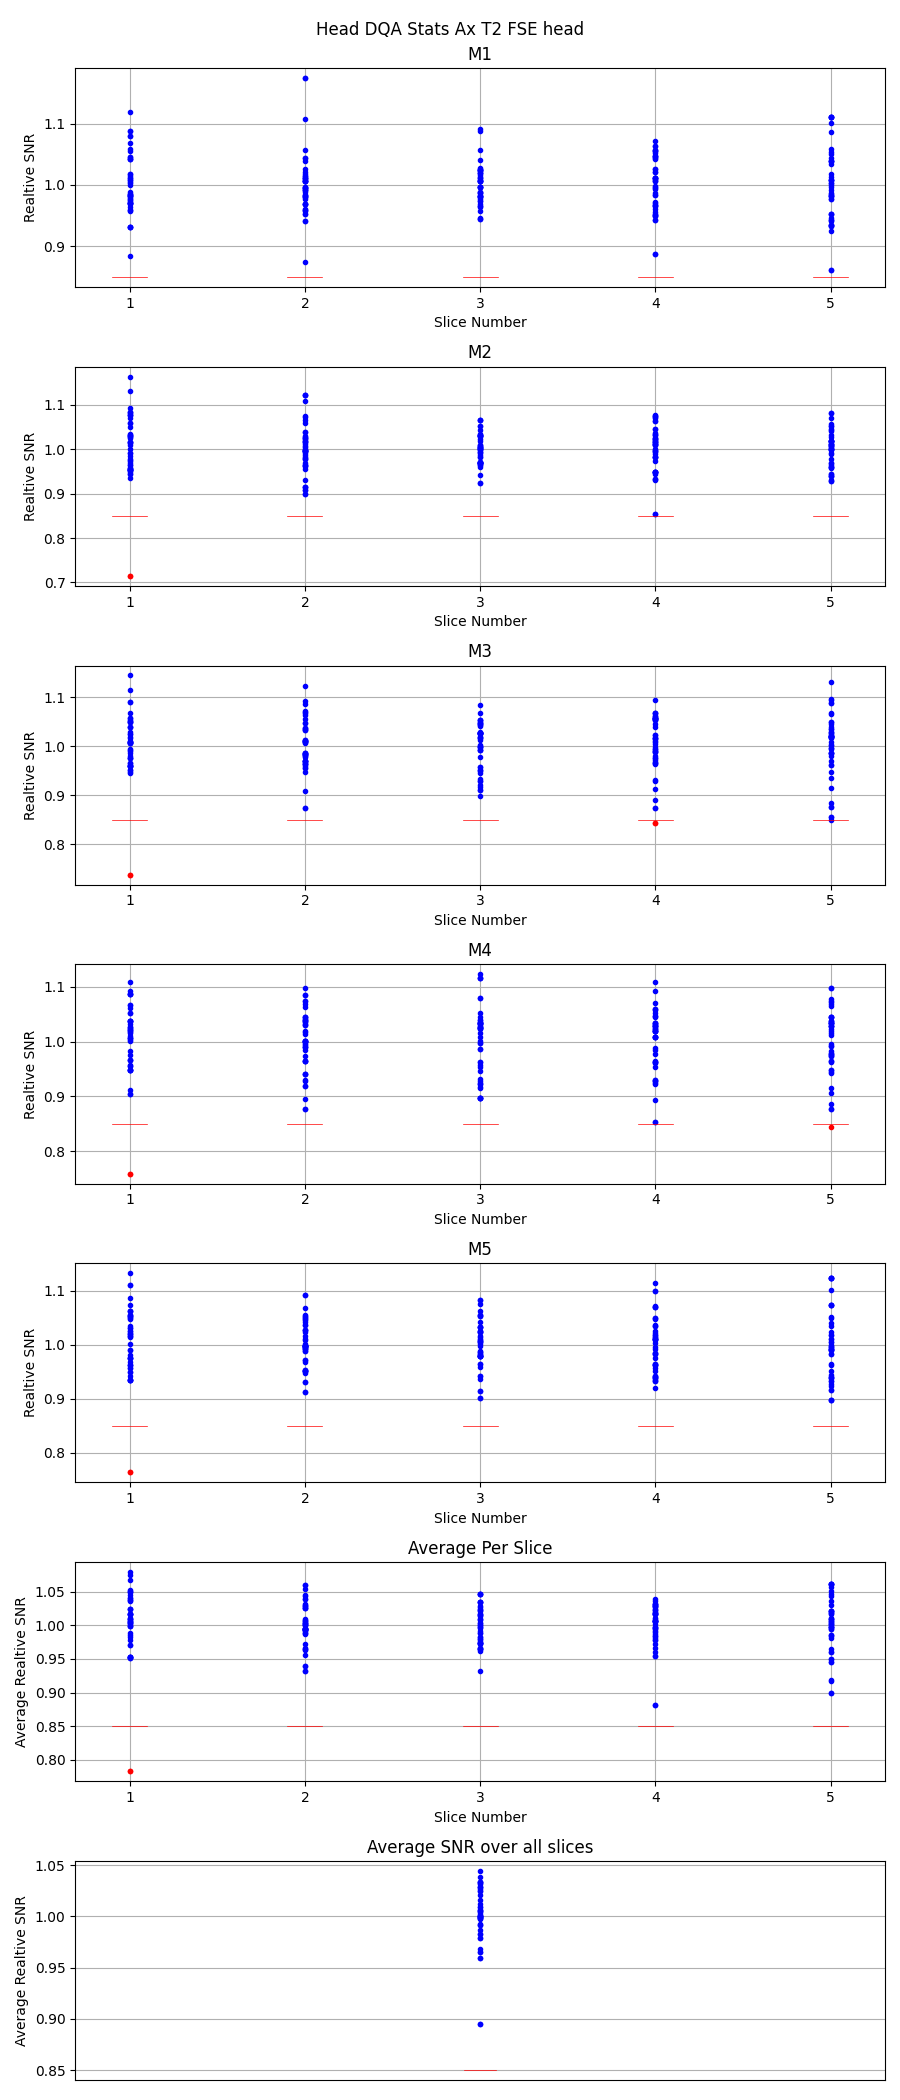 Head DQA Stats Ax T2 FSE head
M1
Realtive SNR
1.1
1.0
0.9
1 2 3 4 5
Slice Number
M2
Realtive SNR
1.1
1.0
0.9
0.8
0.7
1 2 3 4 5
Slice Number
M3
Realtive SNR
1.1
1.0
0.9
0.8
1 2 3 4 5
Slice Number
M4
Realtive SNR
1.1
1.0
0.9
0.8
1 2 3 4 5
Slice Number
M5
Realtive SNR
1.1
1.0
0.9
0.8
1 2 3 4 5
Slice Number
Average Per Slice
Average Realtive SNR
1.05
1.00
0.95
0.90
0.85
0.80
1 2 3 4 5
Slice Number
Average SNR over all slices
Average Realtive SNR
1.05
1.00
0.95
0.90
0.85